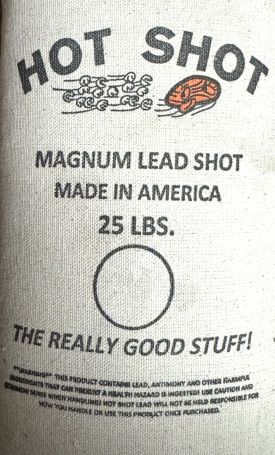 HOT SHOT
MAGNUM LEAD SHOT
MADE IN AMERICA
25 LBS.
THE REALLY GOOD STUFF!
**WARNING** THIS PRODUCT CONTAINS LEAD, ANTIMONY AND OTHER HARMFUL
INGREDIENTS THAT CAN PRESENT A HEALTH HAZARD IS INGESTED! USE CAUTION AND
COMMON SENSE WHEN HANDLING! HOT SHOT LEAD WILL NOT BE HELD RESPONSIBLE FOR
HOW YOU HANDLE OR USE THIS PRODUCT ONCE PURCHASED.